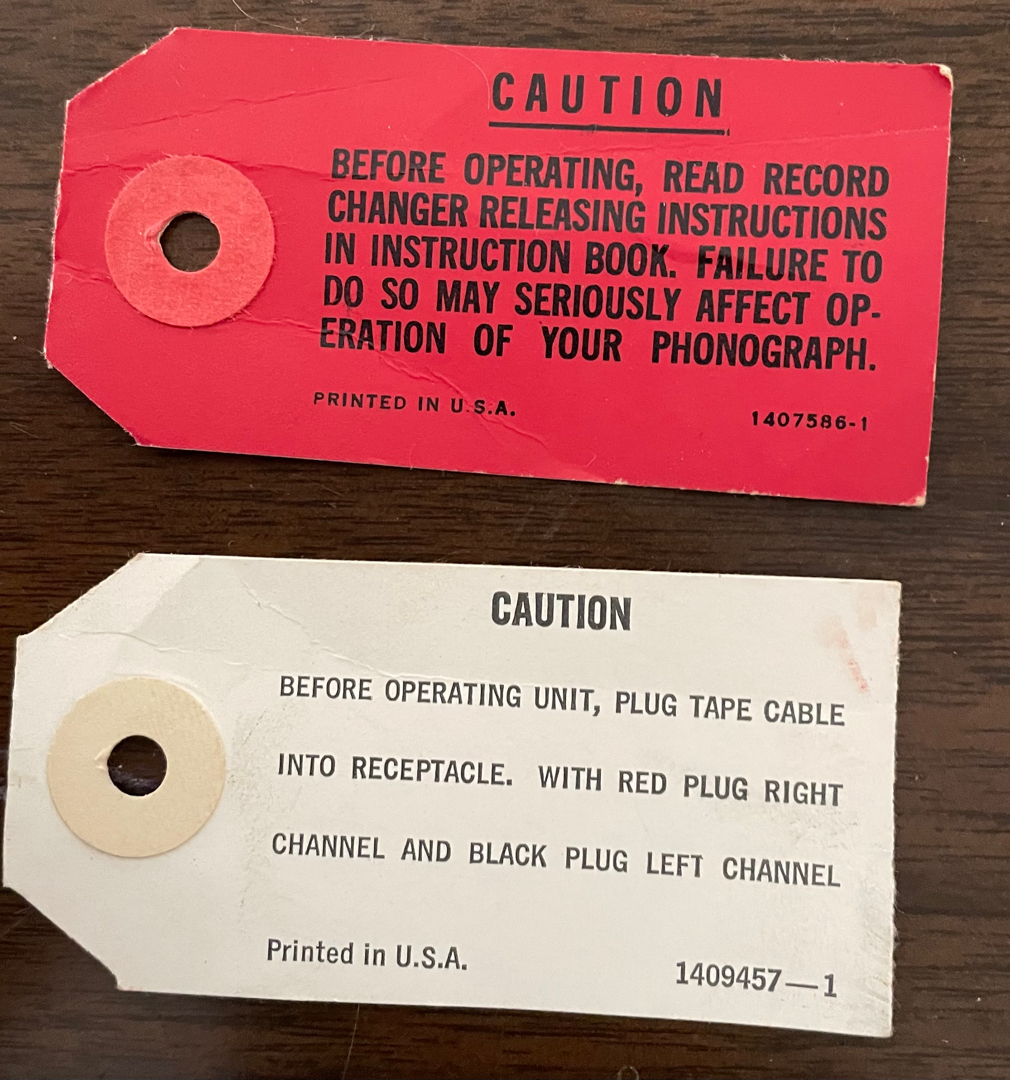 CAUTION
BEFORE OPERATING, READ RECORD
CHANGER RELEASING INSTRUCTIONS
IN INSTRUCTION BOOK. FAILURE TO
DO SO MAY SERIOUSLY AFFECT OP-
ERATION OF YOUR PHONOGRAPH.
PRINTED IN U.S.A. 1407586-1
CAUTION
BEFORE OPERATING UNIT, PLUG TAPE CABLE
INTO RECEPTACLE. WITH RED PLUG RIGHT
CHANNEL AND BLACK PLUG LEFT CHANNEL
Printed in U.S.A. 1409457—1